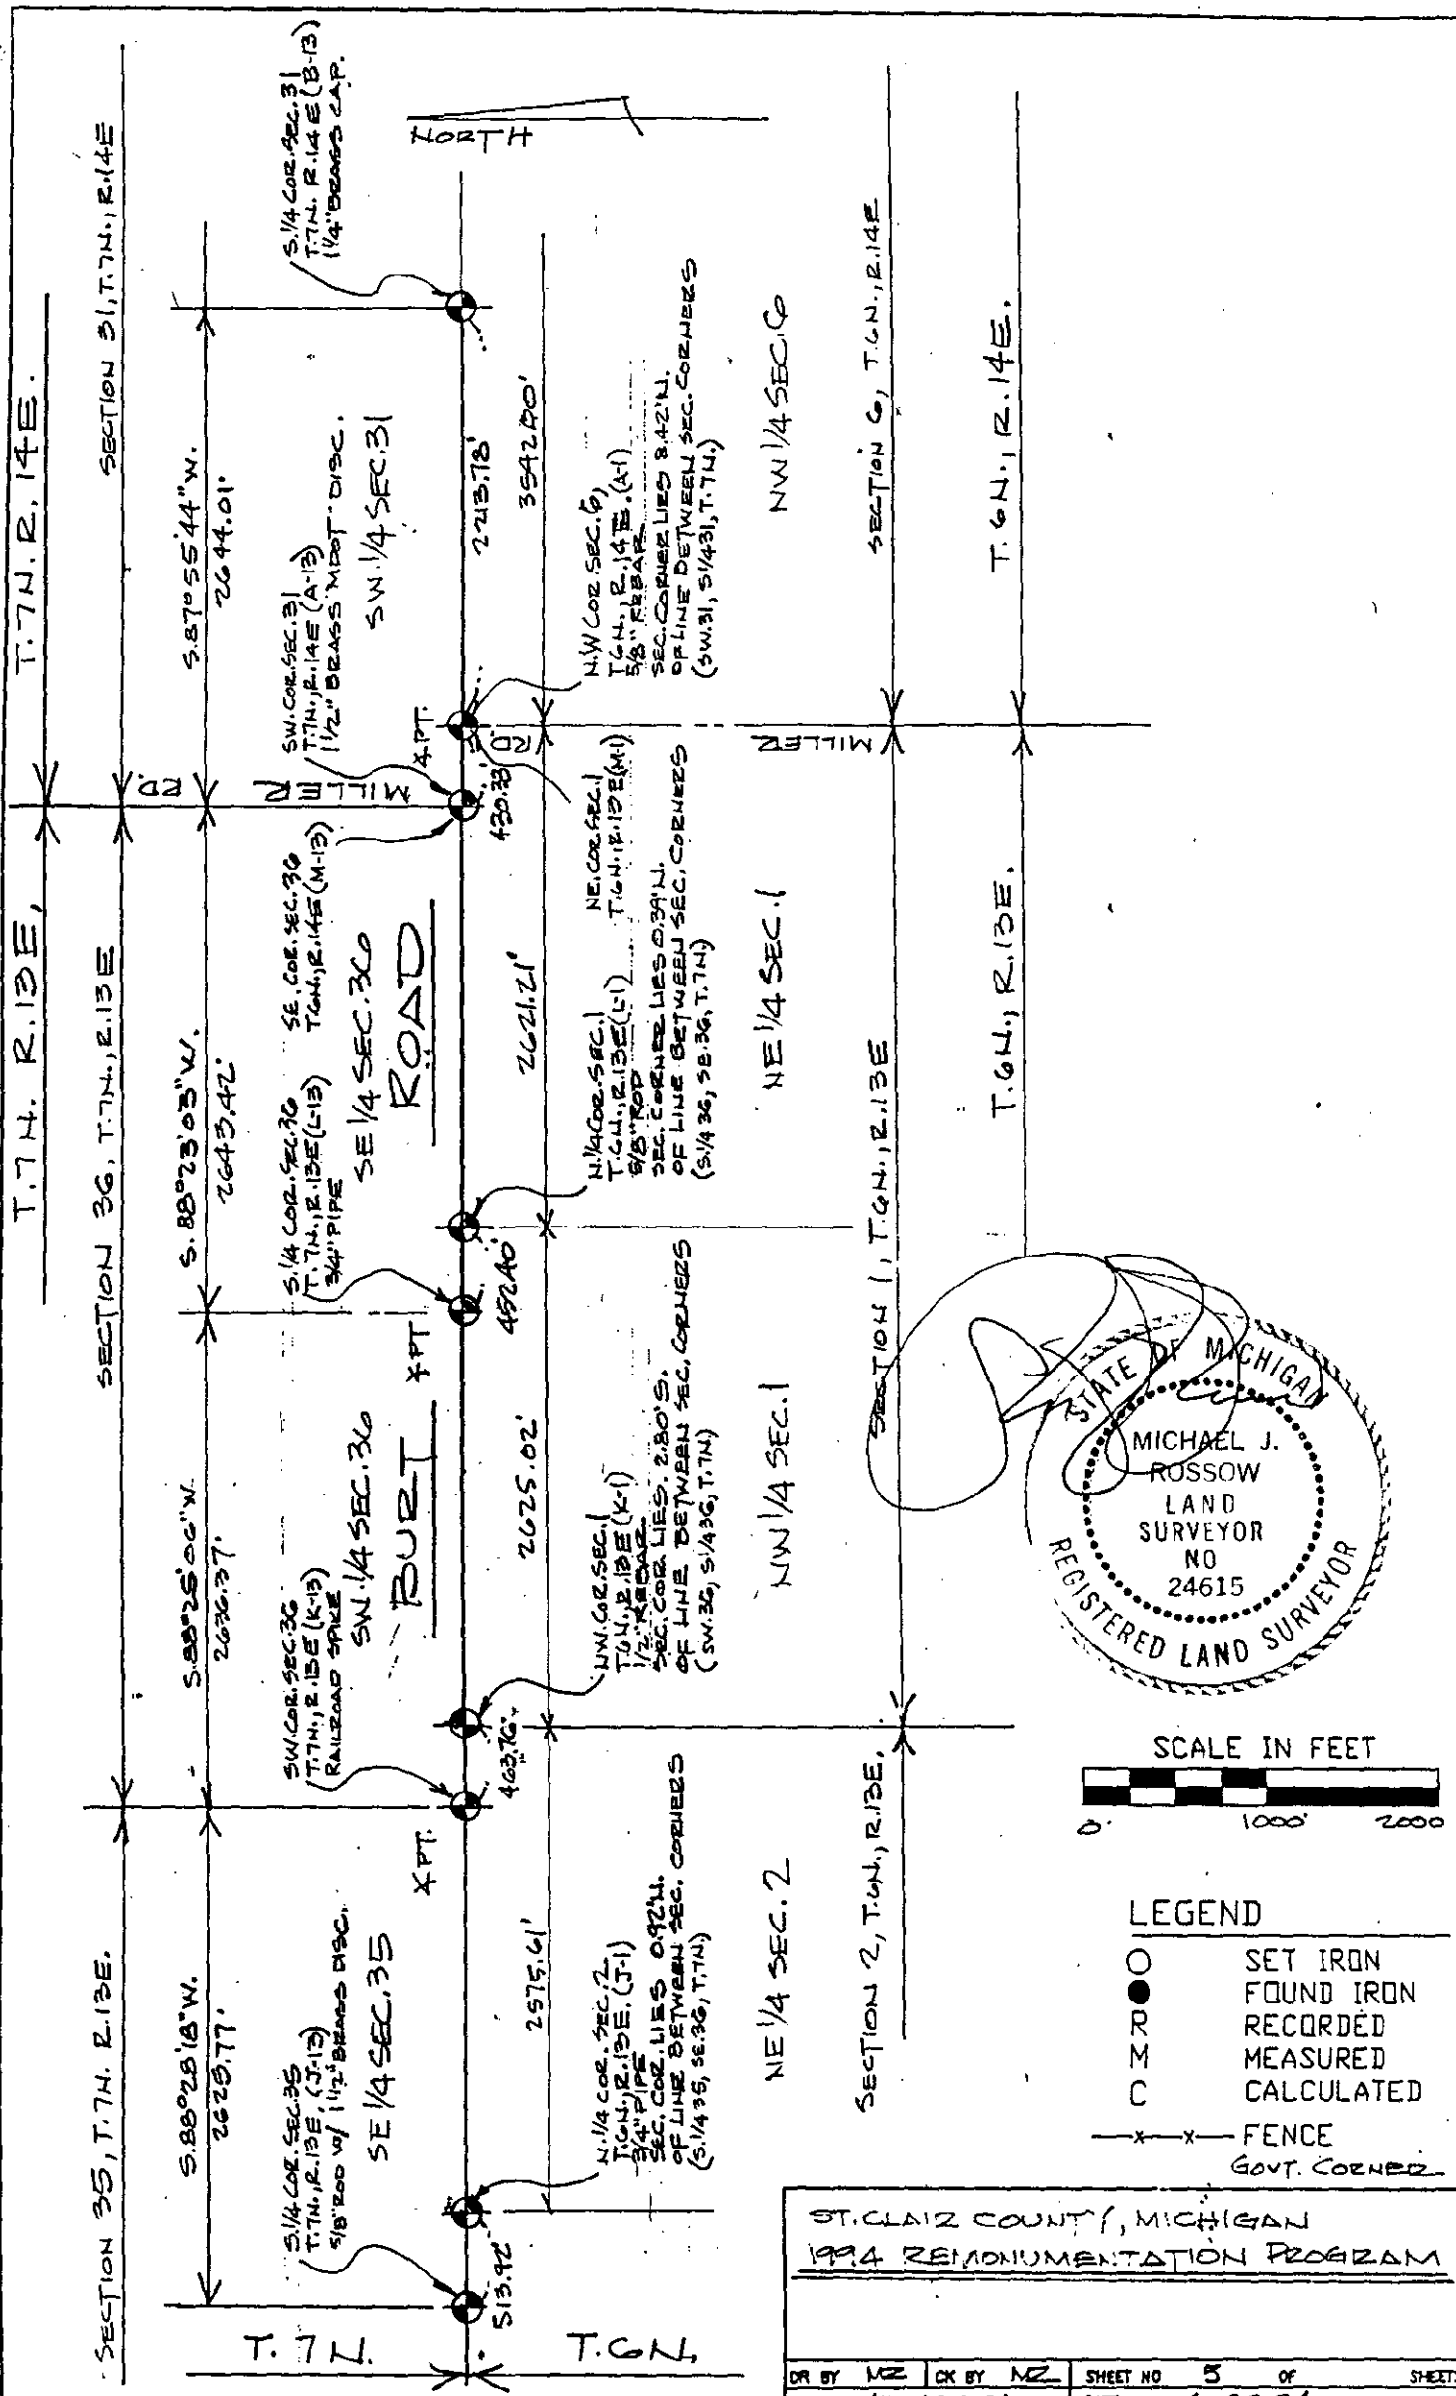 T.7N. R.13E,
T.7N. R.14E.
SECTION 35, T.7N. R.13E.
SECTION 36, T.7N., R.13E
SECTION 31, T.7N., R.14E
S.88°28'18"W.
S.88°25'06"W.
2636.37'
S.88°23'03"W.
2643.42'
S.87°55'44"W.
2644.01'
RD.
MILLER
S.1/4 COR. SEC.35
T.7N., R.13E, (J-13)
5/8" ROD W/ 1 1/2" BRASS DISC.
SE 1/4 SEC.35
SW.COR. SEC.36
T.7N., R.13E (K-13)
RAILROAD SPIKE
SW.1/4 SEC.36
S.1/4 COR. SEC.36
T.7N., R.13E (L-13)
3/4" PIPE
SE.COR.SEC.36
T6N., R.14E (M-13)
SE 1/4 SEC.36
SW.COR.SEC.31
T.7N., R.14E (A-13)
1 1/2" BRASS MDOT DISC.
SW.1/4 SEC.31
S.1/4 COR.SEC.31
T.7N. R.14E (B-13)
1 1/4" BRASS CAP.
BURT
ROAD
NORTH
PT.
PT.
PT.
PT.
T. 7 N.
T. 6 N.
513.92'
463.76'
452.40'
430.33'
2213.78'
RD
MILLER
2575.61'
2625.02'
2621.21'
N.1/4 COR. SEC.2,
T.6N., R.13E. (J-1)
3/4" PIPE
SEC. COR. LIES 0.92'N.
OF LINE BETWEEN SEC. CORNERS
(S.1/4 35, SE.36, T.7N)
NW.COR.SEC.1
T6N., R.13E (K-1)
1/2" REBAR
SEC. COR LIES. 2.80'S.
OF LINE BETWEEN SEC. CORNERS
(SW.36, S1/4 36, T.7N)
N.1/4 COR.SEC.1
T.6N., R.13E (L-1)
5/8" ROD
SEC. CORNER LIES 0.39'N.
OF LINE BETWEEN SEC. CORNERS
(S.1/4 36, SE.36, T.7N)
NE.COR.SEC.1
T.6N., R.13E (M-1)
N.W COR. SEC. 6,
T6N., R.14E. (A-1)
5/8" REBAR
SEC. CORNER LIES 8.42'N.
OF LINE BETWEEN SEC. CORNERS
(SW.31, S1/4 31, T.7N.)
NE 1/4 SEC. 2
NW 1/4 SEC.1
NE 1/4 SEC.1
NW 1/4 SEC.6
SECTION 2, T.6N., R.13E.
SECTION 1, T.6N., R.13E
SECTION 6, T.6N., R.14E
T.6N., R.13E.
T.6N., R.14E.
STATE OF MICHIGAN
MICHAEL J.
ROSSOW
LAND
SURVEYOR
NO
24615
REGISTERED LAND SURVEYOR
SCALE IN FEET
0' 1000' 2000
LEGEND
SET IRON
FOUND IRON
R RECORDED
M MEASURED
C CALCULATED
x x FENCE
GOVT. CORNER
ST. CLAIR COUNTY, MICHIGAN
1994 REMONUMENTATION PROGRAM
DR BY MZ CK BY MZ SHEET NO 5 OF SHEET